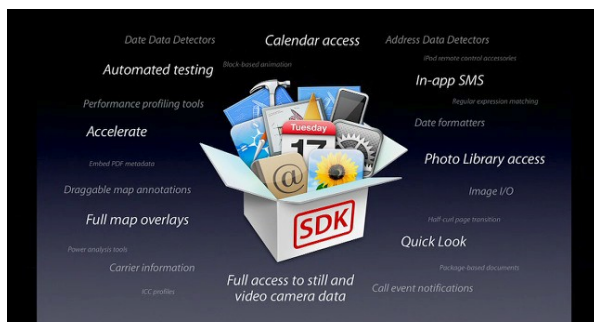 Date Data Detectors
Calendar access
Address Data Detectors
Block-based animation
iPod remote control accessories
Automated testing
In-app SMS
Performance profiling tools
Regular expression matching
Tuesday
17
Date formatters
Accelerate
Embed PDF metadata
Photo Library access
@
Draggable map annotations
Image I/O
Full map overlays
SDK
Half-curl page transition
Quick Look
Power analysis tools
Carrier information
Package-based documents
Full access to still and
video camera data
ICC profiles
Call event notifications